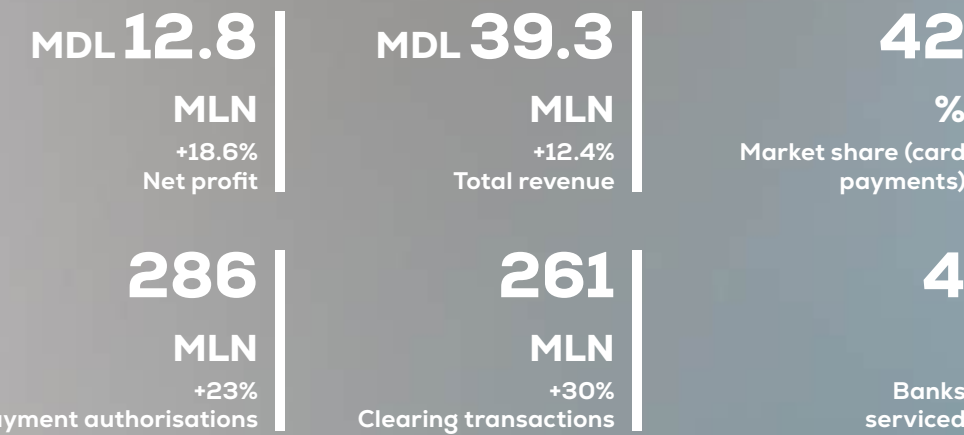 MDL 12.8
MLN
+18.6%
Net profit
MDL 39.3
MLN
+12.4%
Total revenue
42
%
Market share (card
payments)
286
MLN
+23%
authorisations
261
MLN
+30%
Clearing transactions
4
Banks
serviced